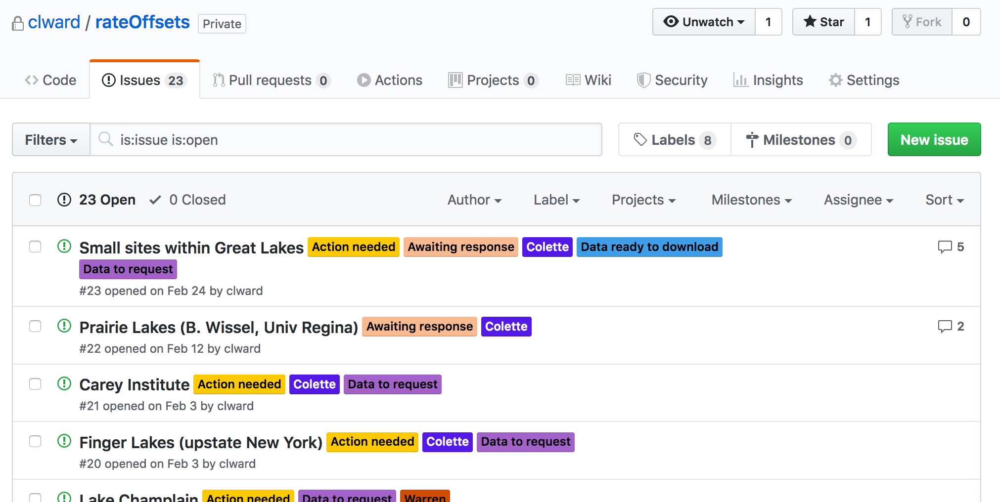 clward / rateOffsets Private Unwatch 1 Star 1 Fork 0
Code Issues 23 Pull requests 0 Actions Projects 0 Wiki Security Insights Settings
Filters is:issue is:open Labels 8 Milestones 0 New issue
23 Open 0 Closed Author Label Projects Milestones Assignee Sort
Small sites within Great Lakes Action needed Awaiting response Colette Data ready to download 5
Data to request
#23 opened on Feb 24 by clward
Prairie Lakes (B. Wissel, Univ Regina) Awaiting response Colette 2
#22 opened on Feb 12 by clward
Carey Institute Action needed Colette Data to request
#21 opened on Feb 3 by clward
Finger Lakes (upstate New York) Action needed Colette Data to request
#20 opened on Feb 3 by clward
Lake Champlain Action needed Data to request Warren